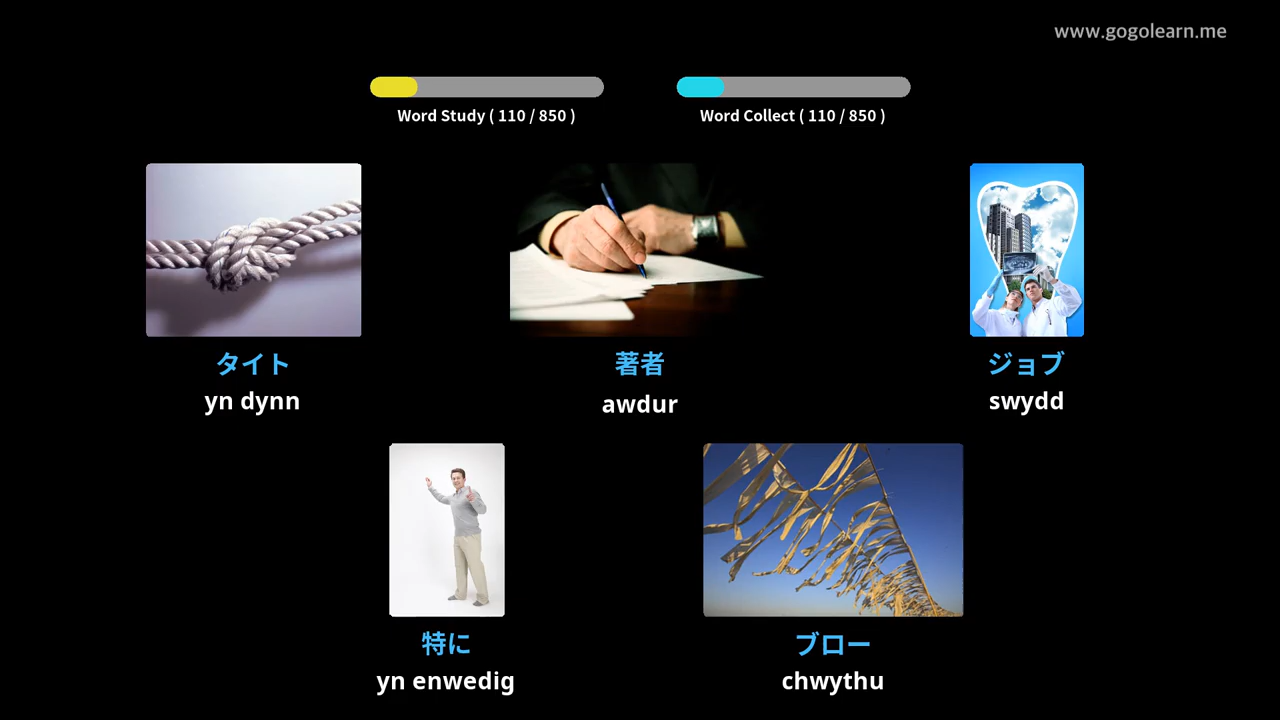 www.gogolearn.me
Word Study ( 110 / 850 )
Word Collect ( 110 / 850 )
タイト
yn dynn
著者
awdur
ジョブ
swydd
特に
yn enwedig
ブロー
chwythu